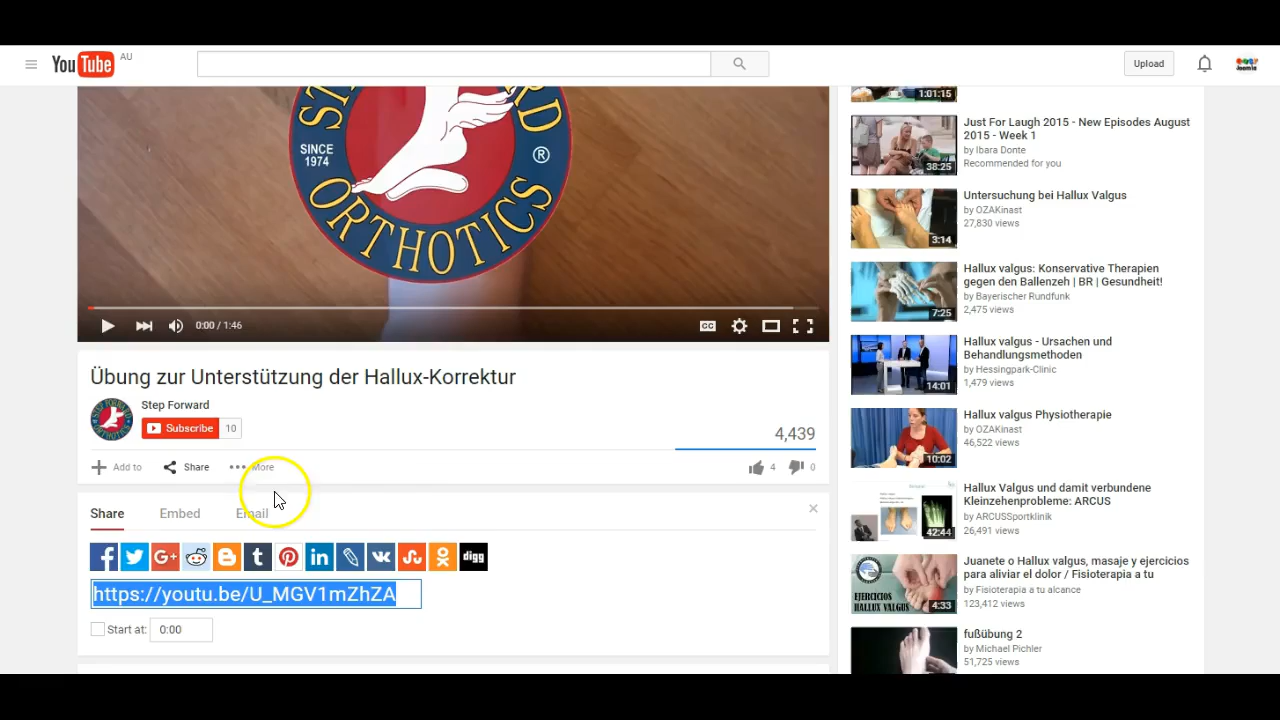 YouTube AU
Upload
SINCE
1974
ORTHOTICS
®
0:00 / 1:46
CC
Übung zur Unterstützung der Hallux-Korrektur
Step Forward
Subscribe 10
4,439
Add to Share More
4 0
Share Embed Email
digg
https://youtu.be/U_MGV1mZhZA
Start at: 0:00
1:01:15
Just For Laugh 2015 - New Episodes August
2015 - Week 1
by Ibara Donte
Recommended for you
38:25
Untersuchung bei Hallux Valgus
by OZAKinast
27,830 views
3:14
Hallux valgus: Konservative Therapien
gegen den Ballenzeh | BR | Gesundheit!
by Bayerischer Rundfunk
2,475 views
7:25
Hallux valgus - Ursachen und
Behandlungsmethoden
by Hessingpark-Clinic
1,479 views
14:01
Hallux valgus Physiotherapie
by OZAKinast
46,522 views
10:02
Hallux Valgus und damit verbundene
Kleinzehenprobleme: ARCUS
by ARCUSSportklinik
26,491 views
42:44
Juanete o Hallux valgus, masaje y ejercicios
para aliviar el dolor / Fisioterapia a tu
by Fisioterapia a tu alcance
123,412 views
EJERCICIOS
HALLUX VALGUS
4:33
fußübung 2
by Michael Pichler
51,725 views